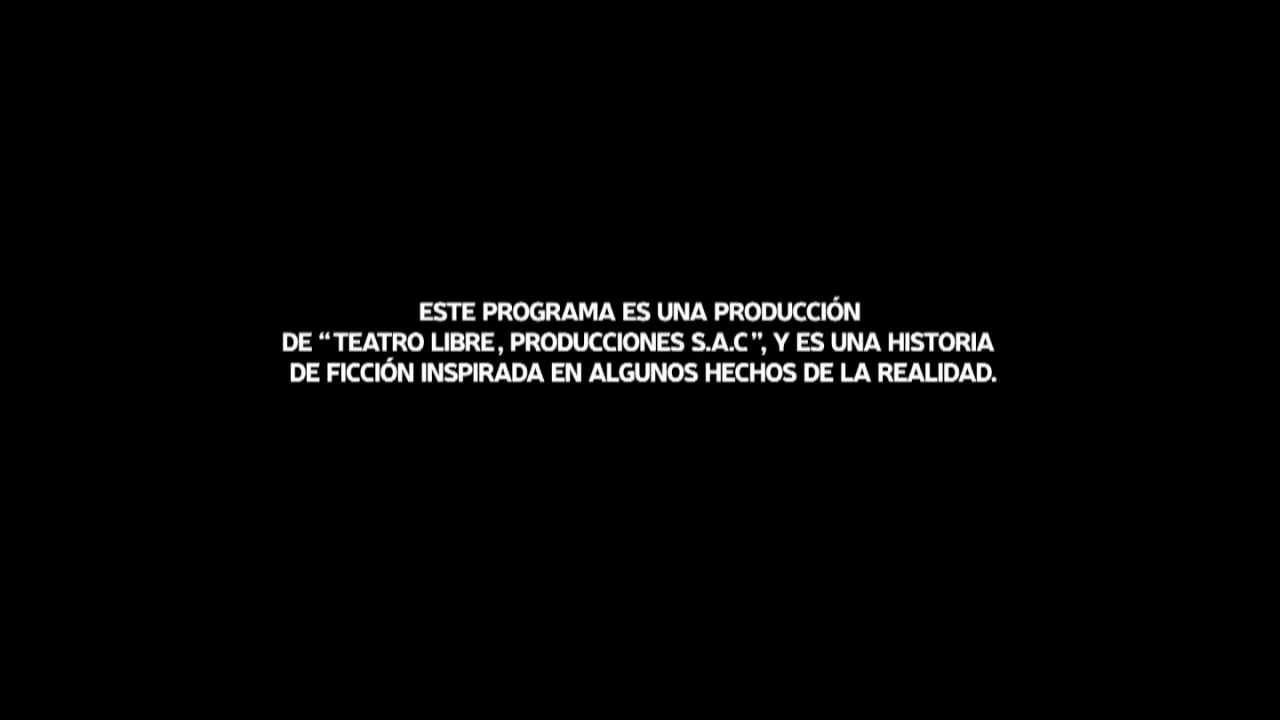 ESTE PROGRAMA ES UNA PRODUCCIÓN
DE “TEATRO LIBRE, PRODUCCIONES S.A.C”, Y ES UNA HISTORIA
DE FICCIÓN INSPIRADA EN ALGUNOS HECHOS DE LA REALIDAD.